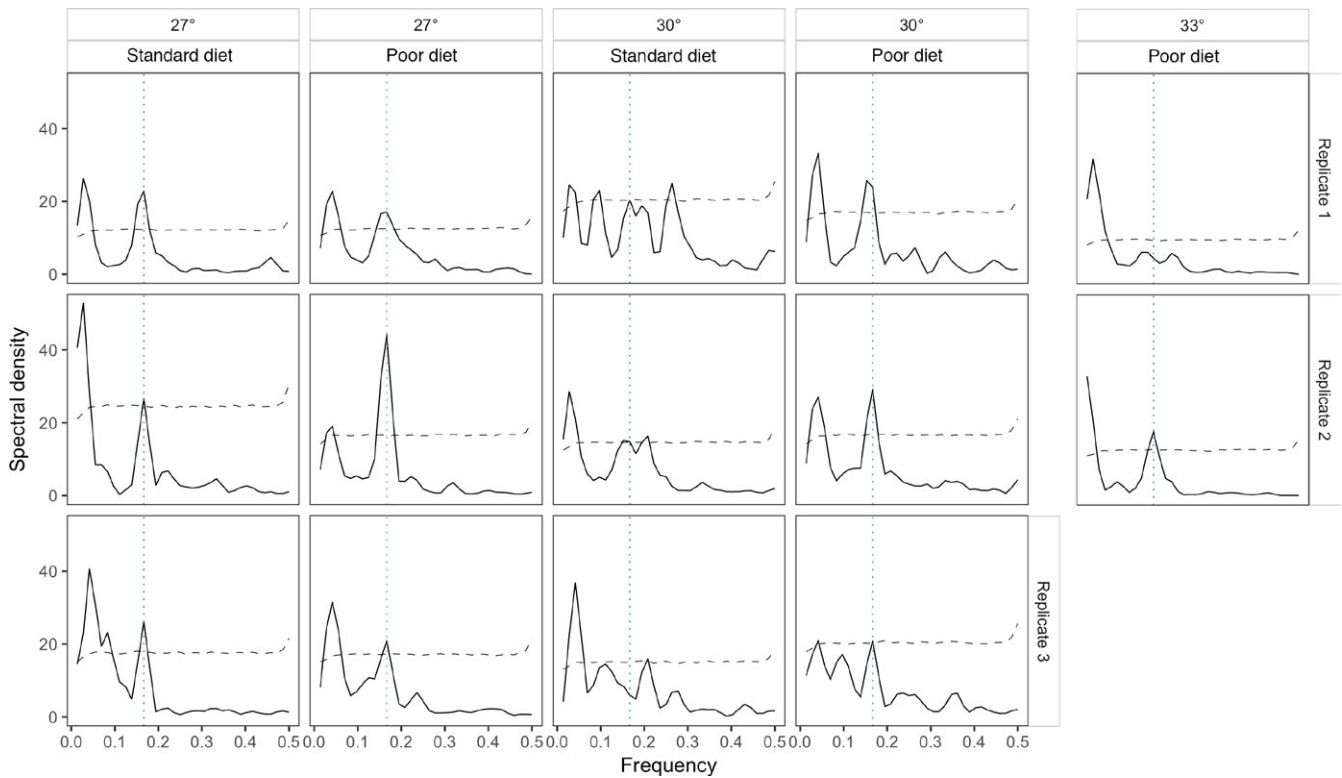 27° 27° 30° 30° 33°
Standard diet Poor diet Standard diet Poor diet Poor diet
40
20
0
Replicate 1
40
20
0
Replicate 2
Spectral density
40
20
0
Replicate 3
0.0 0.1 0.2 0.3 0.4 0.5 0.0 0.1 0.2 0.3 0.4 0.5 0.0 0.1 0.2 0.3 0.4 0.5 0.0 0.1 0.2 0.3 0.4 0.5
Frequency